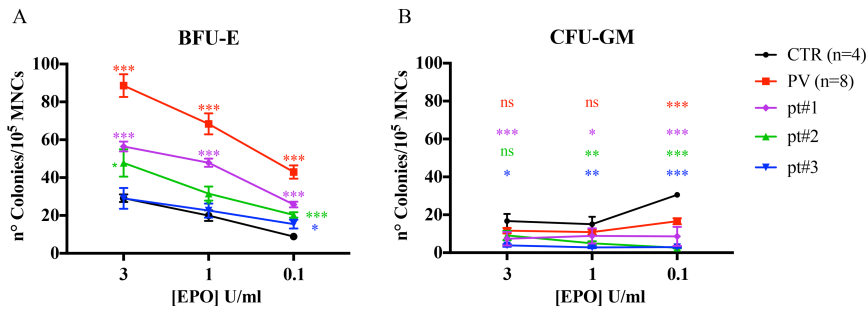 A
BFU-E
n° Colonies/10⁵ MNCs
100
80
60
40
20
0
***
***
***
***
***
***
*
***
*
3 1 0.1
[EPO] U/ml
B
CFU-GM
n° Colonies/10⁵ MNCs
100
80
60
40
20
0
ns ns ***
*** * ***
ns ** ***
* ** ***
3 1 0.1
[EPO] U/ml
CTR (n=4)
PV (n=8)
pt#1
pt#2
pt#3